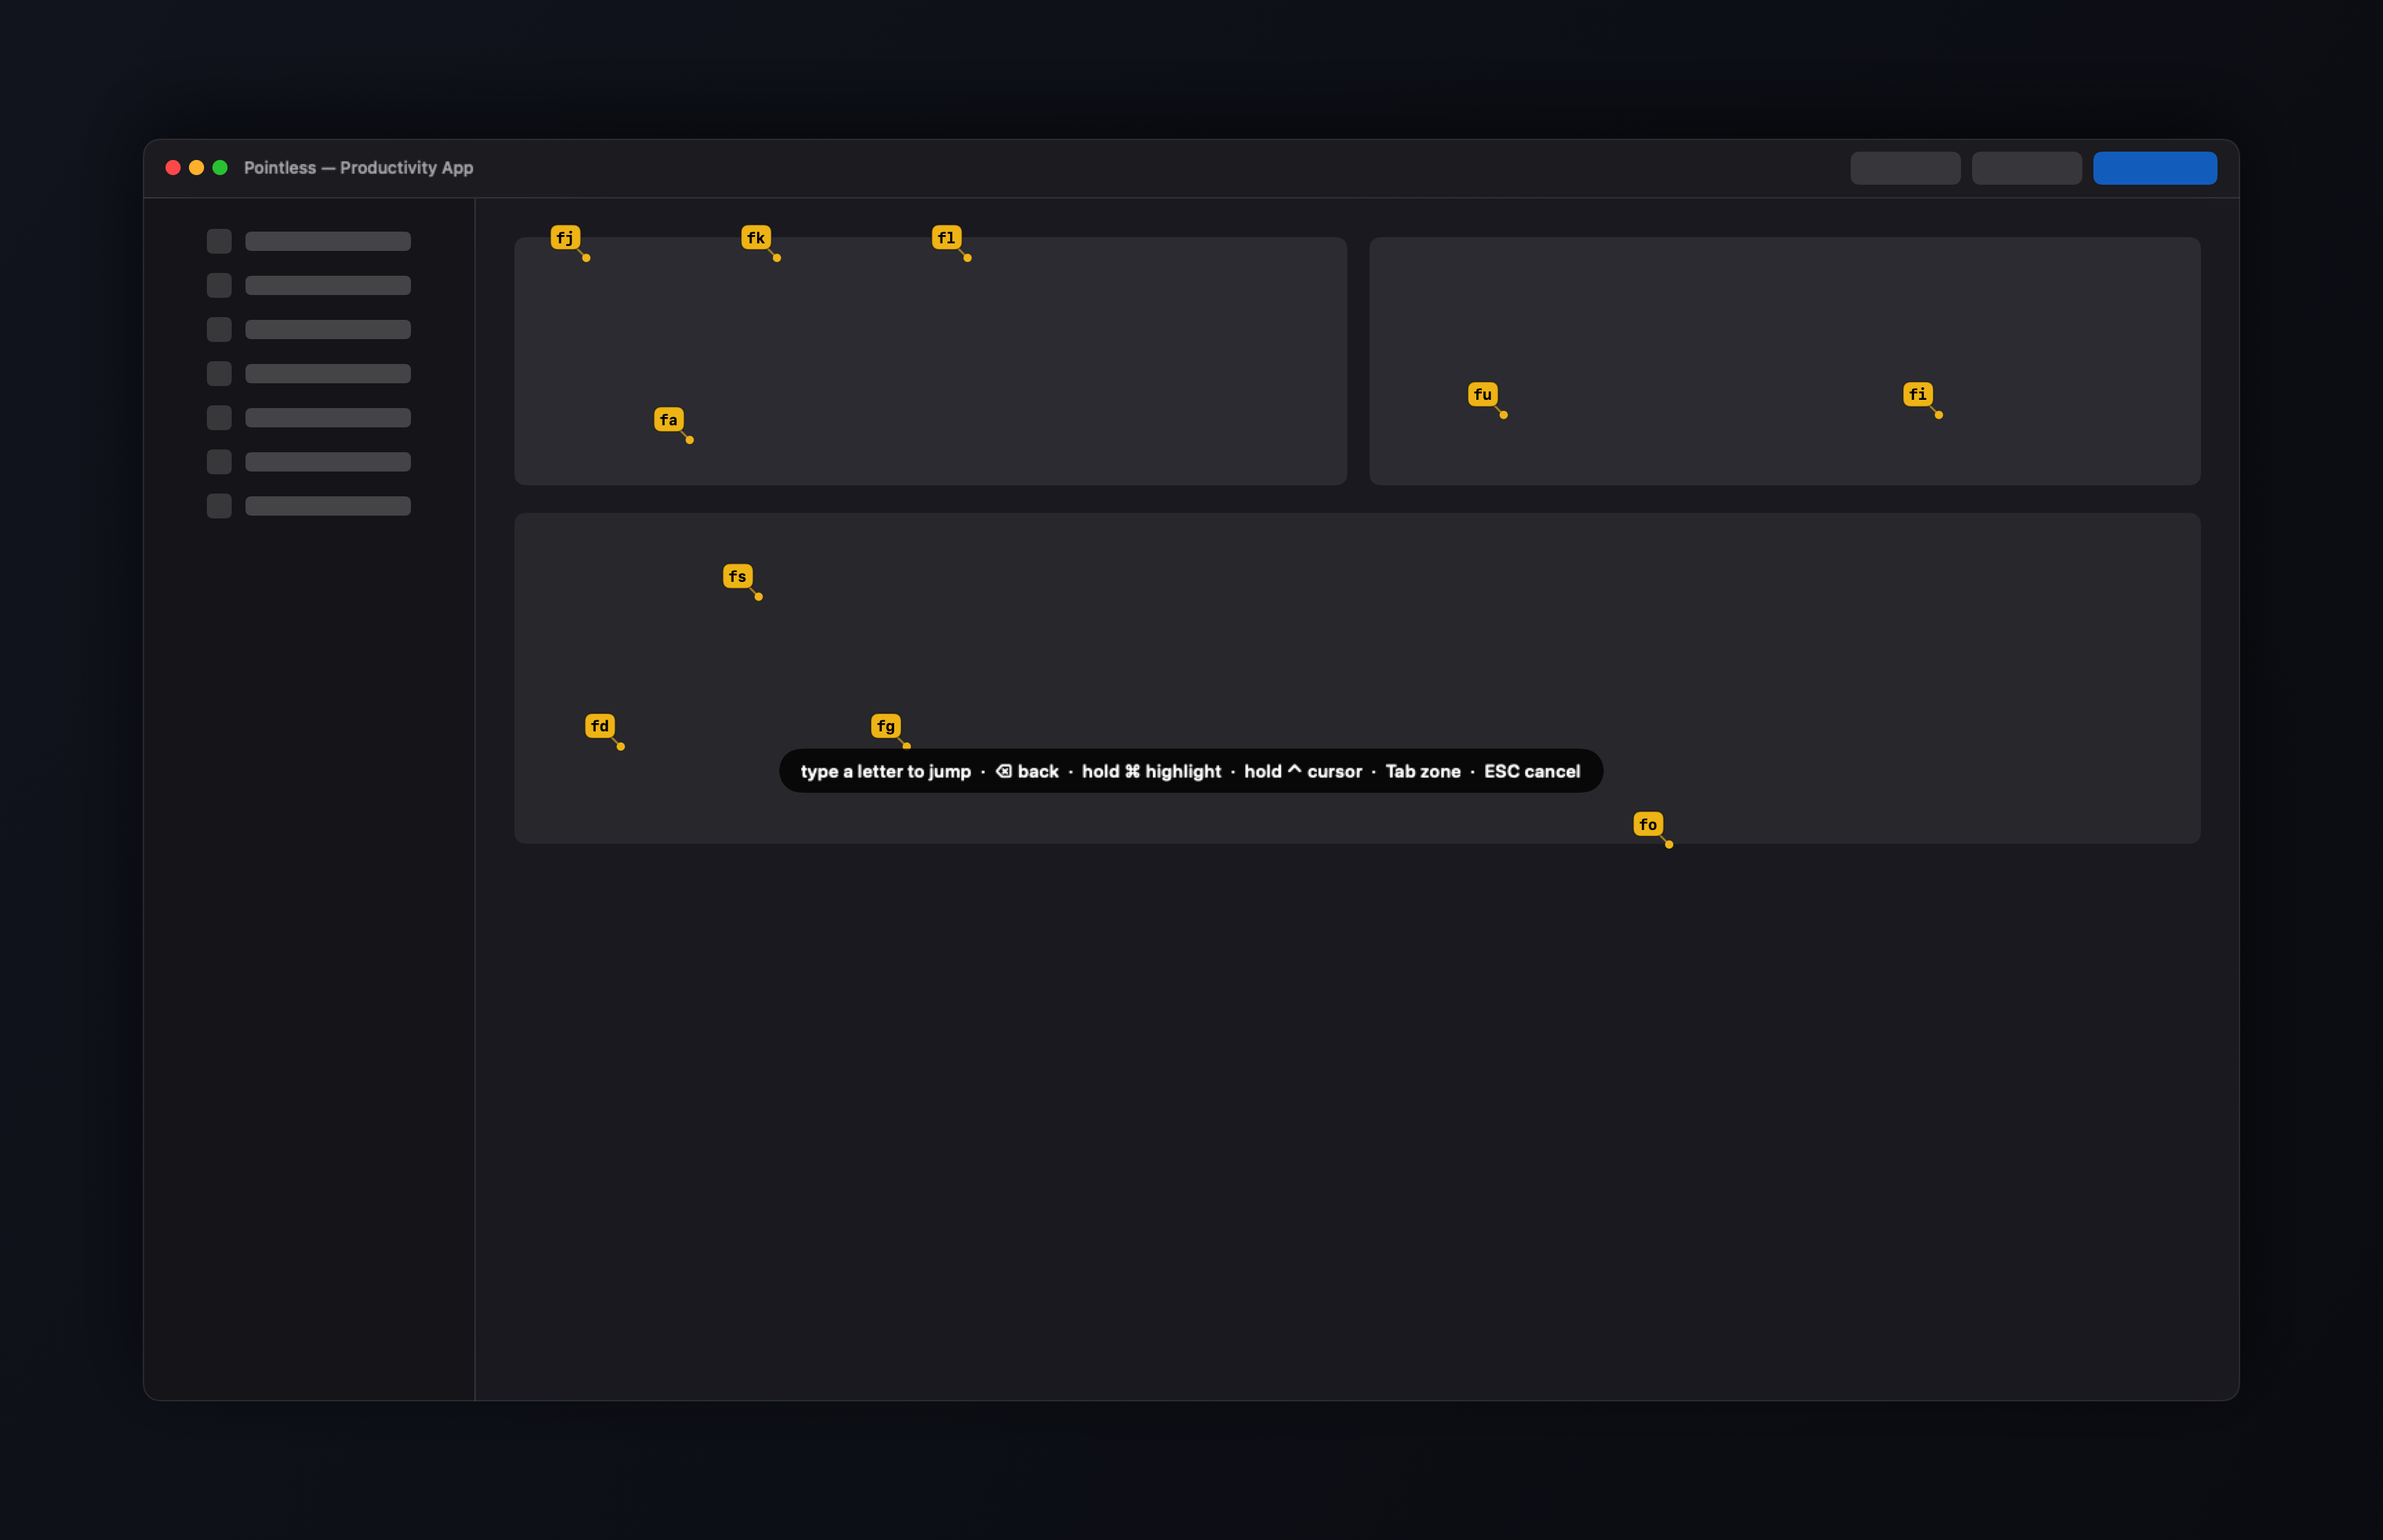 Pointless — Productivity App
fj fk fl
fu fi
fa
fs
fd fg
type a letter to jump · ⌫ back · hold ⌘ highlight · hold ^ cursor · Tab zone · ESC cancel
fo